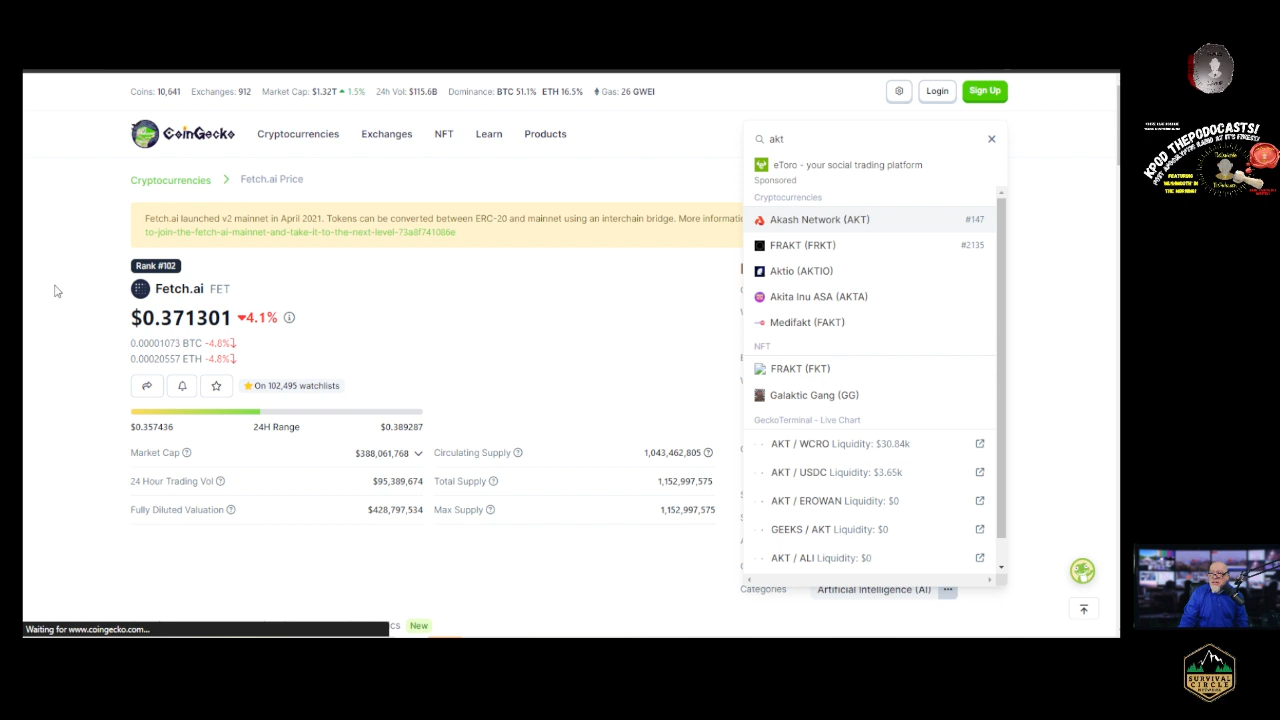 Coins: 10,641 Exchanges: 912 Market Cap: $1.32T 1.5% 24h Vol: $115.6B Dominance: BTC 51.1% ETH 16.5% Gas: 26 GWEI
Login
Sign Up
CoinGecko
Cryptocurrencies Exchanges NFT Learn Products
akt
eToro - your social trading platform
Sponsored
Cryptocurrencies
Akash Network (AKT) #147
FRAKT (FRKT) #2135
Aktio (AKTIO)
Akita Inu ASA (AKTA)
Medifakt (FAKT)
NFT
FRAKT (FKT)
Galaktic Gang (GG)
GeckoTerminal - Live Chart
AKT / WCRO Liquidity: $30.84k
AKT / USDC Liquidity: $3.65k
AKT / EROWAN Liquidity: $0
GEEKS / AKT Liquidity: $0
AKT / ALI Liquidity: $0
Categories Artificial Intelligence (AI) ...
Cryptocurrencies > Fetch.ai Price
Fetch.ai launched v2 mainnet in April 2021. Tokens can be converted between ERC-20 and mainnet using an interchain bridge. More informatio
to-join-the-fetch-ai-mainnet-and-take-it-to-the-next-level-73a8f741086e
Rank #102
Fetch.ai FET
$0.371301 4.1%
0.00001073 BTC -4.8%
0.00020557 ETH -4.8%
On 102,495 watchlists
$0.357436 24H Range $0.389287
Market Cap $388,061,768
Circulating Supply 1,043,462,805
24 Hour Trading Vol $95,389,674
Total Supply 1,152,997,575
Fully Diluted Valuation $428,797,534
Max Supply 1,152,997,575
cs New
Waiting for www.coingecko.com...
KPOD THEPODOCASTS!
SURVIVAL
CIRCLE